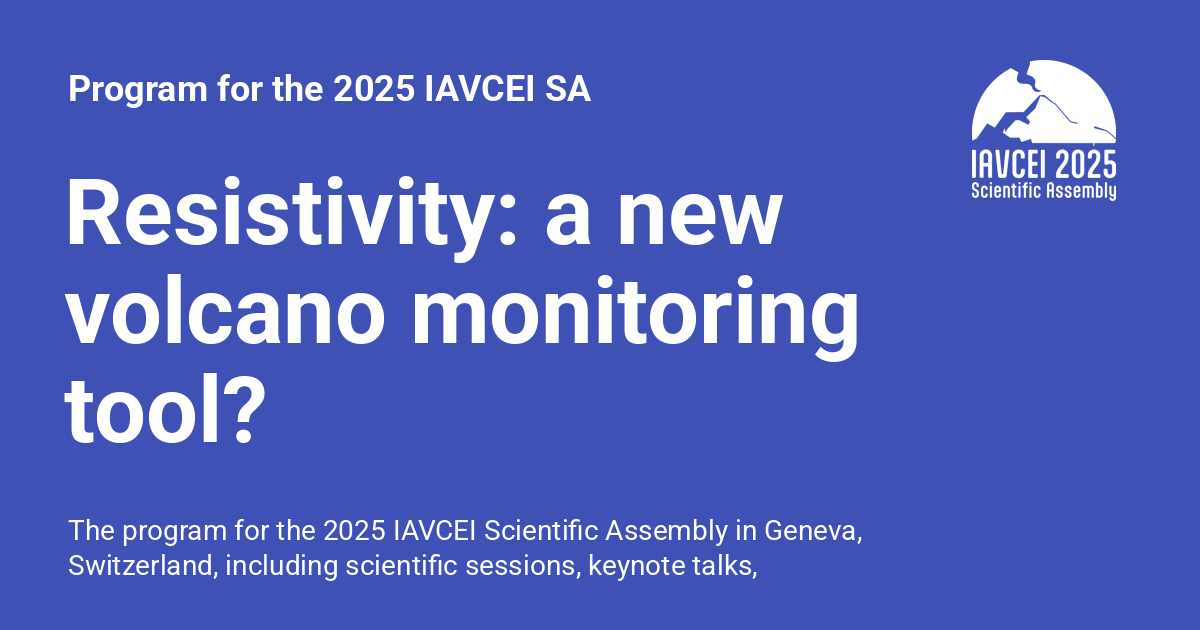 Program for the 2025 IAVCEI SA
IAVCEI 2025
Scientific Assembly
Resistivity: a new
volcano monitoring
tool?
The program for the 2025 IAVCEI Scientific Assembly in Geneva,
Switzerland, including scientific sessions, keynote talks,